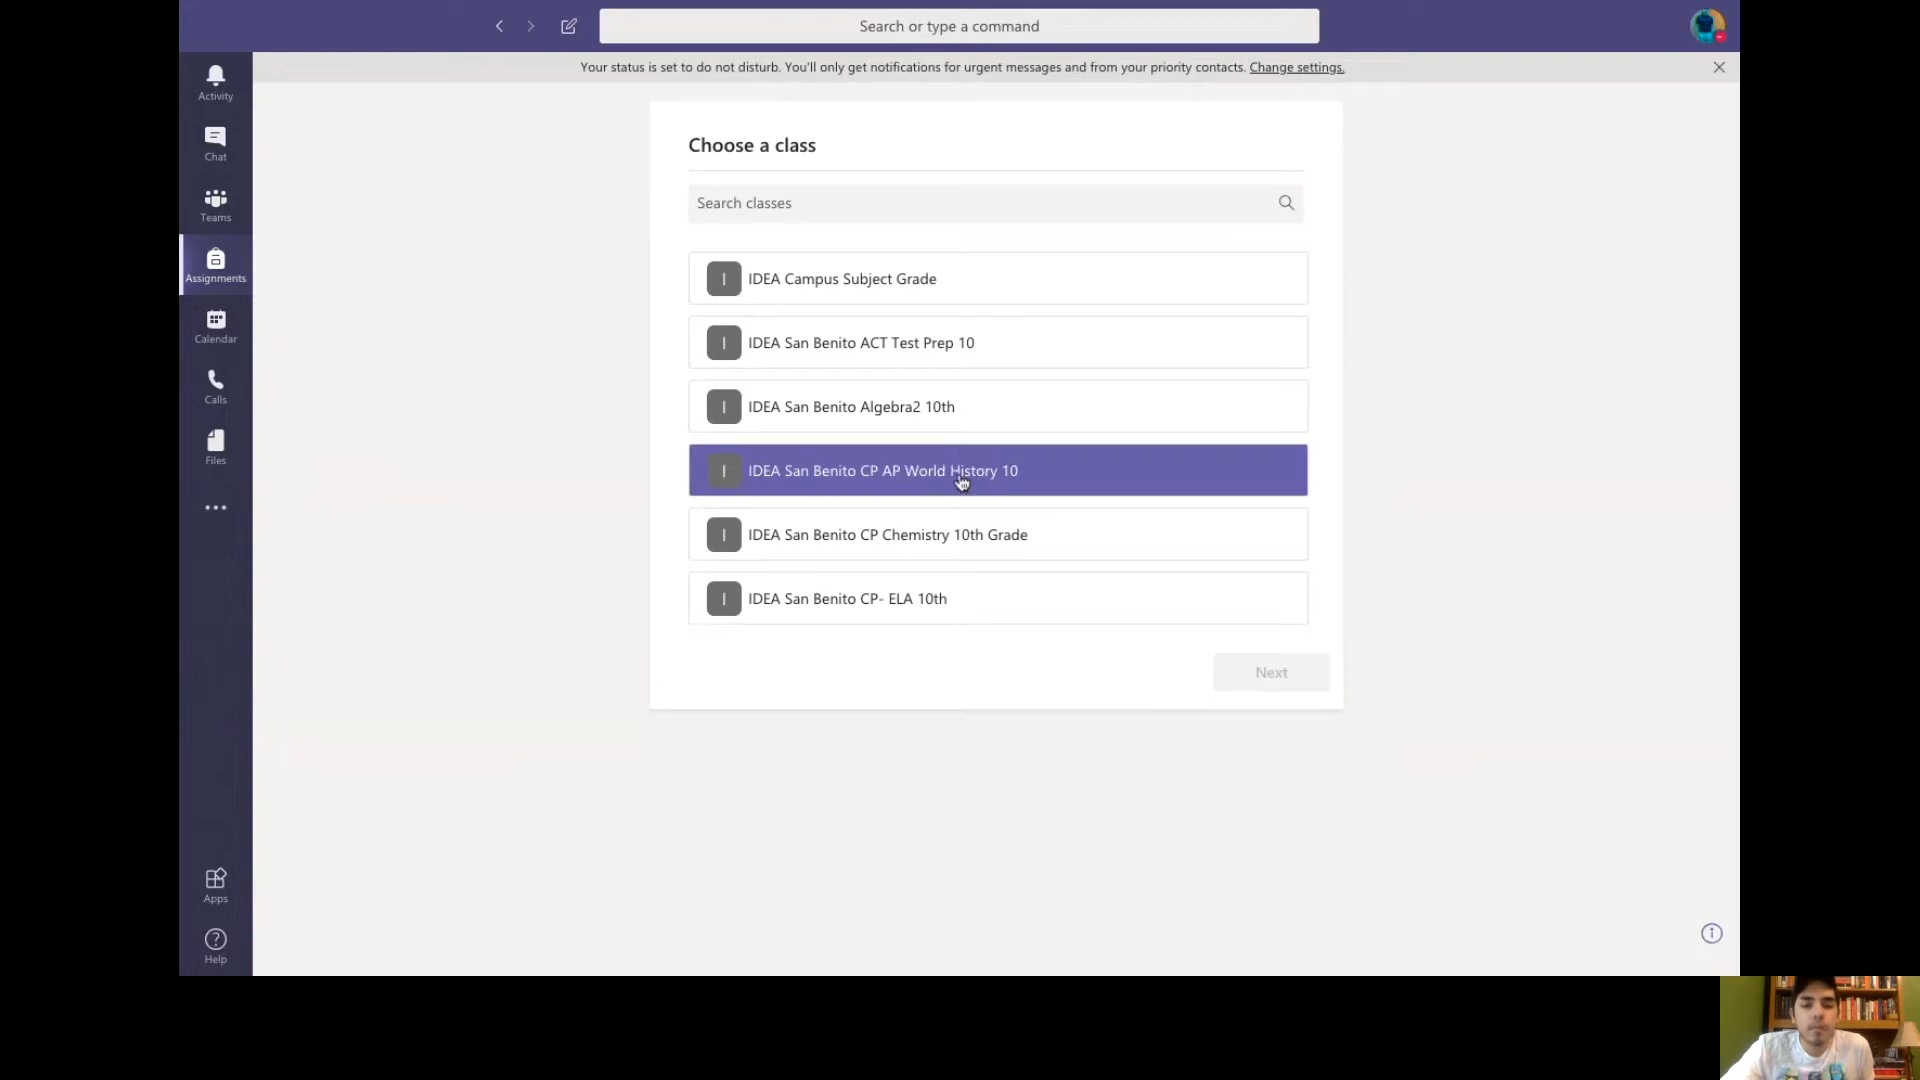 Search or type a command
Your status is set to do not disturb. You'll only get notifications for urgent messages and from your priority contacts. Change settings.
Activity
Chat
Teams
Assignments
Calendar
Calls
Files
Apps
Help
Choose a class
Search classes
I IDEA Campus Subject Grade
I IDEA San Benito ACT Test Prep 10
I IDEA San Benito Algebra2 10th
I IDEA San Benito CP AP World History 10
I IDEA San Benito CP Chemistry 10th Grade
I IDEA San Benito CP- ELA 10th
Next